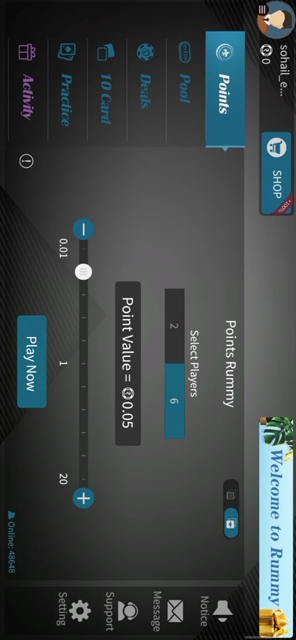 sohail_e...
0
SHOP
Welcome to Rummy
Points
Pool
Deals
10 Card
Practice
Activity
Points Rummy
Select Players
2
6
Point Value = 0.05
0.01
1
20
Play Now
Notice
Message
Support
Setting
Online: 48648